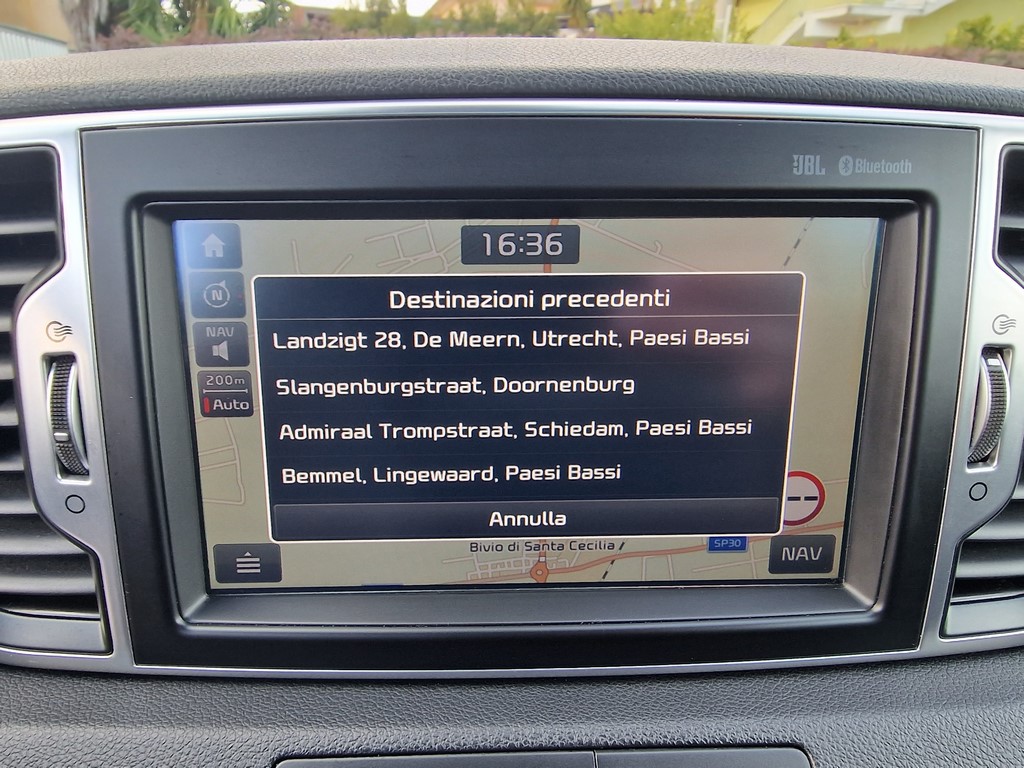 JBL Bluetooth
16:36
N
NAV
200m
Auto
Destinazioni precedenti
Landzigt 28, De Meern, Utrecht, Paesi Bassi
Slangenburgstraat, Doornenburg
Admiraal Trompstraat, Schiedam, Paesi Bassi
Bemmel, Lingewaard, Paesi Bassi
Annulla
Bivio di Santa Cecilia
SP30
NAV